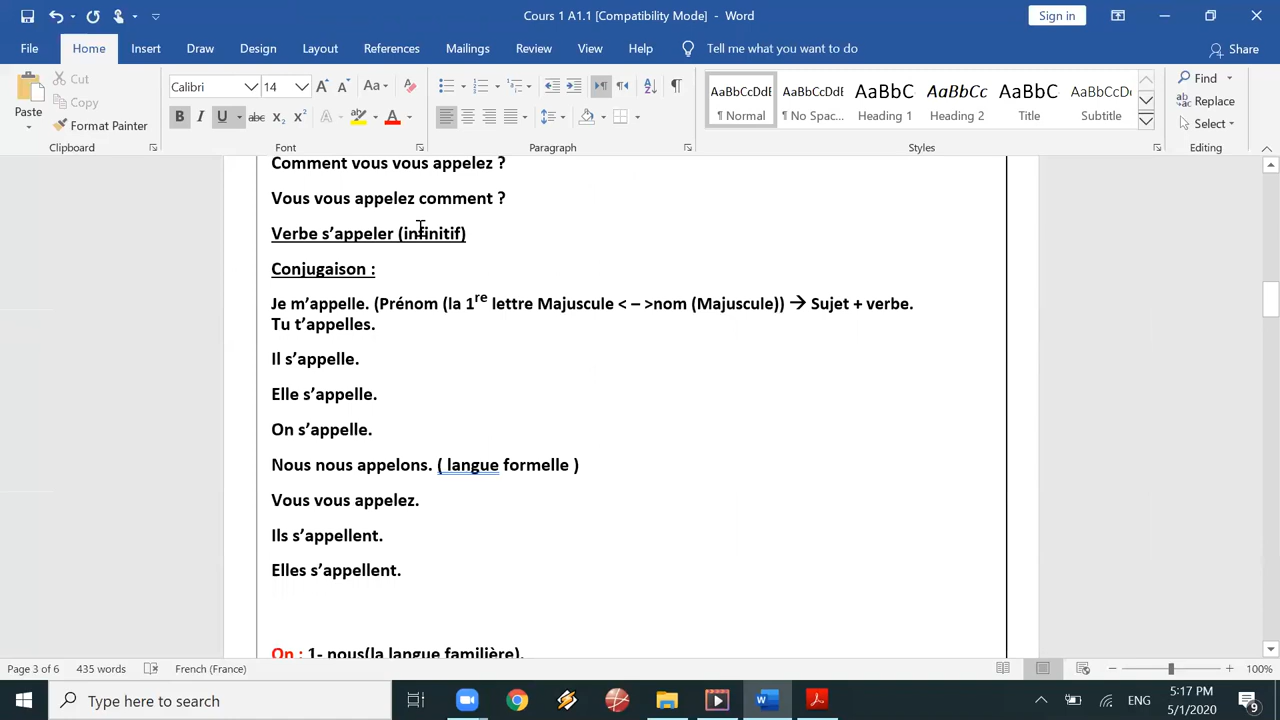 Cours 1 A1.1 [Compatibility Mode] - Word
Sign in
File Home Insert Draw Design Layout References Mailings Review View Help Tell me what you want to do Share
Paste
Cut
Copy
Format Painter
Clipboard
Calibri 14
Font
Paragraph
AaBbCcDdE ¶ Normal
AaBbCcDdE ¶ No Spac...
AaBbC Heading 1
AaBbCc Heading 2
AaBbC Title
AaBbCcD Subtitle
Styles
Find
Replace
Select
Editing
Comment vous vous appelez ?
Vous vous appelez comment ?
Verbe s’appeler (infinitif)
Conjugaison :
Je m’appelle. (Prénom (la 1re lettre Majuscule < – >nom (Majuscule)) → Sujet + verbe.
Tu t’appelles.
Il s’appelle.
Elle s’appelle.
On s’appelle.
Nous nous appelons. ( langue formelle )
Vous vous appelez.
Ils s’appellent.
Elles s’appellent.
On : 1- nous(la langue familière).
Page 3 of 6 435 words French (France) 100%
Type here to search
ENG
5:17 PM
5/1/2020
9